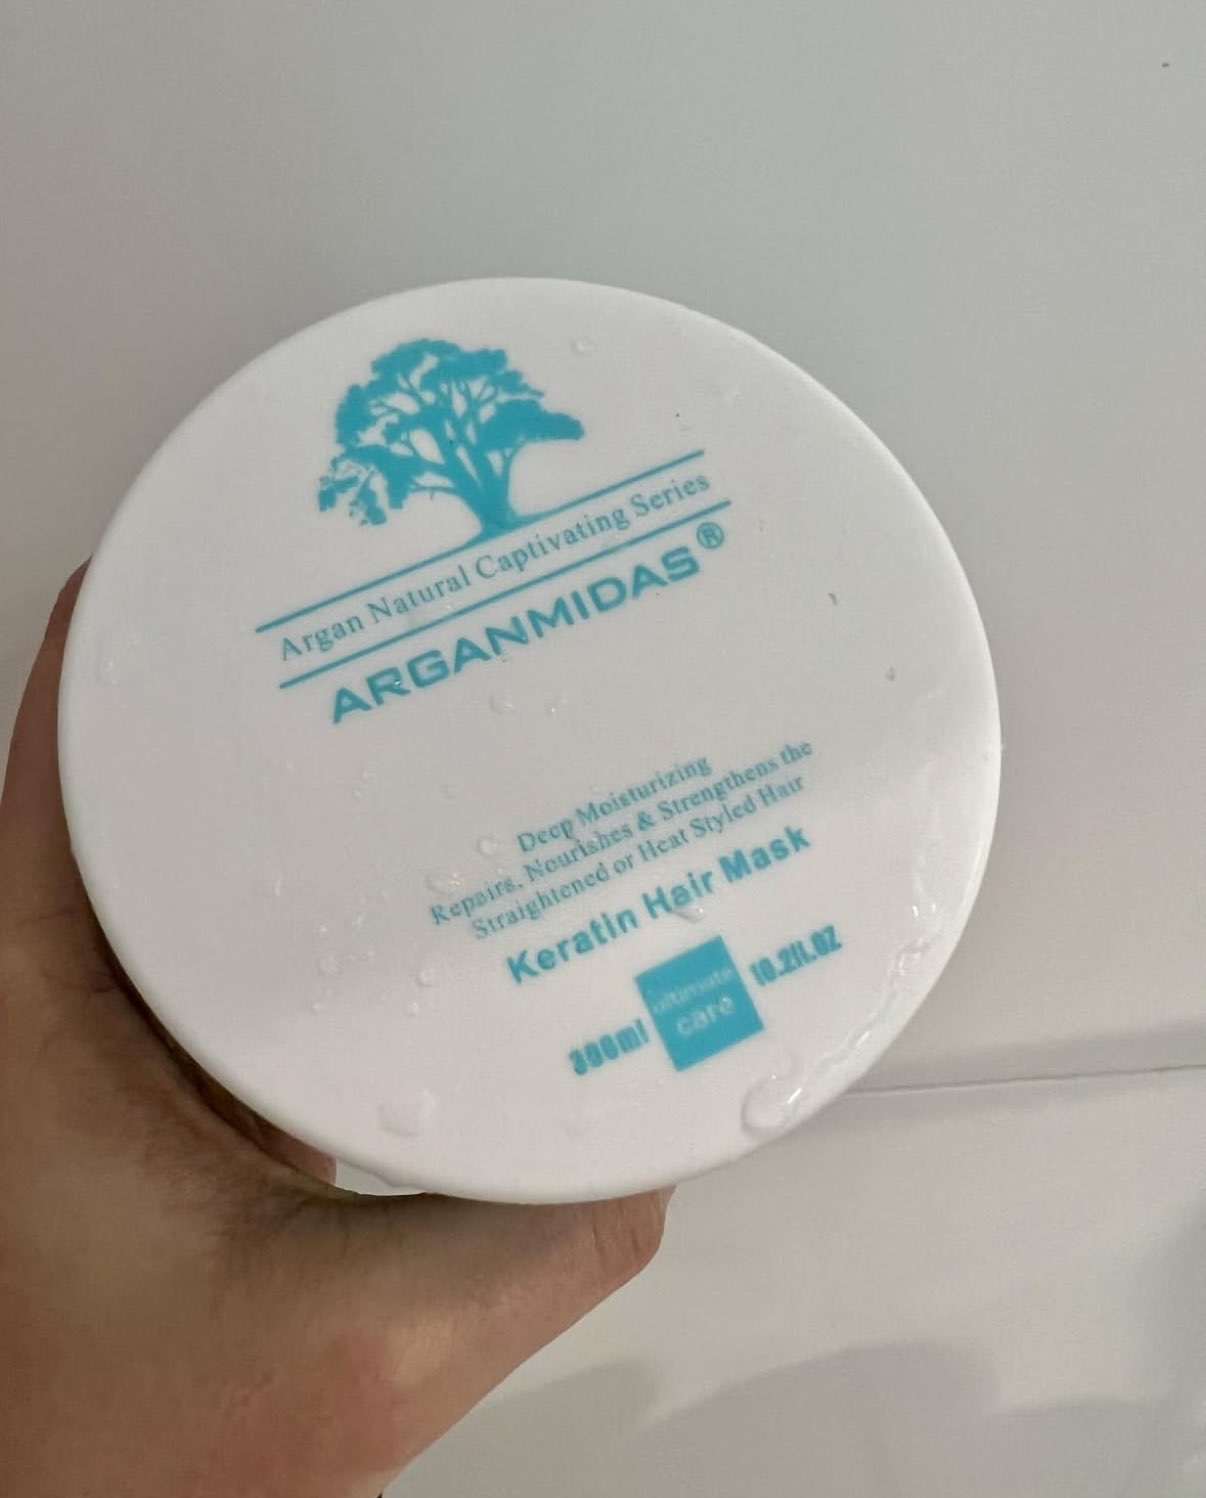 Argan Natural Captivating Series
ARGANMIDAS®
Deep Moisturizing
Repairs, Nourishes & Strengthens the
Straightened or Heat Styled Hair
Keratin Hair Mask
300ml ultimate care 10.2fl.oz